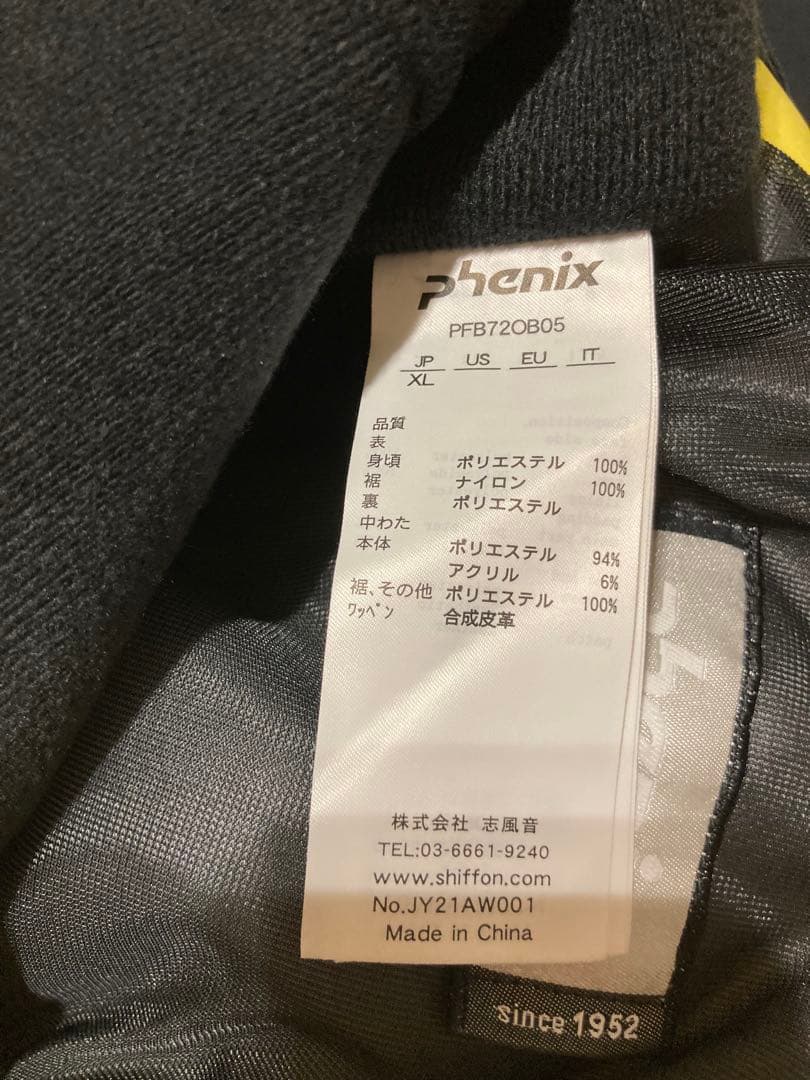 phenix
PFB72OB05
JP US EU IT
XL
品質
表
身頃 ポリエステル 100%
裾 ナイロン 100%
裏 ポリエステル
中わた
本体 ポリエステル 94%
アクリル 6%
裾、その他 ポリエステル 100%
ワッペン 合成皮革
株式会社 志風音
TEL:03-6661-9240
www.shiffon.com
No.JY21AW001
Made in China
since 1952